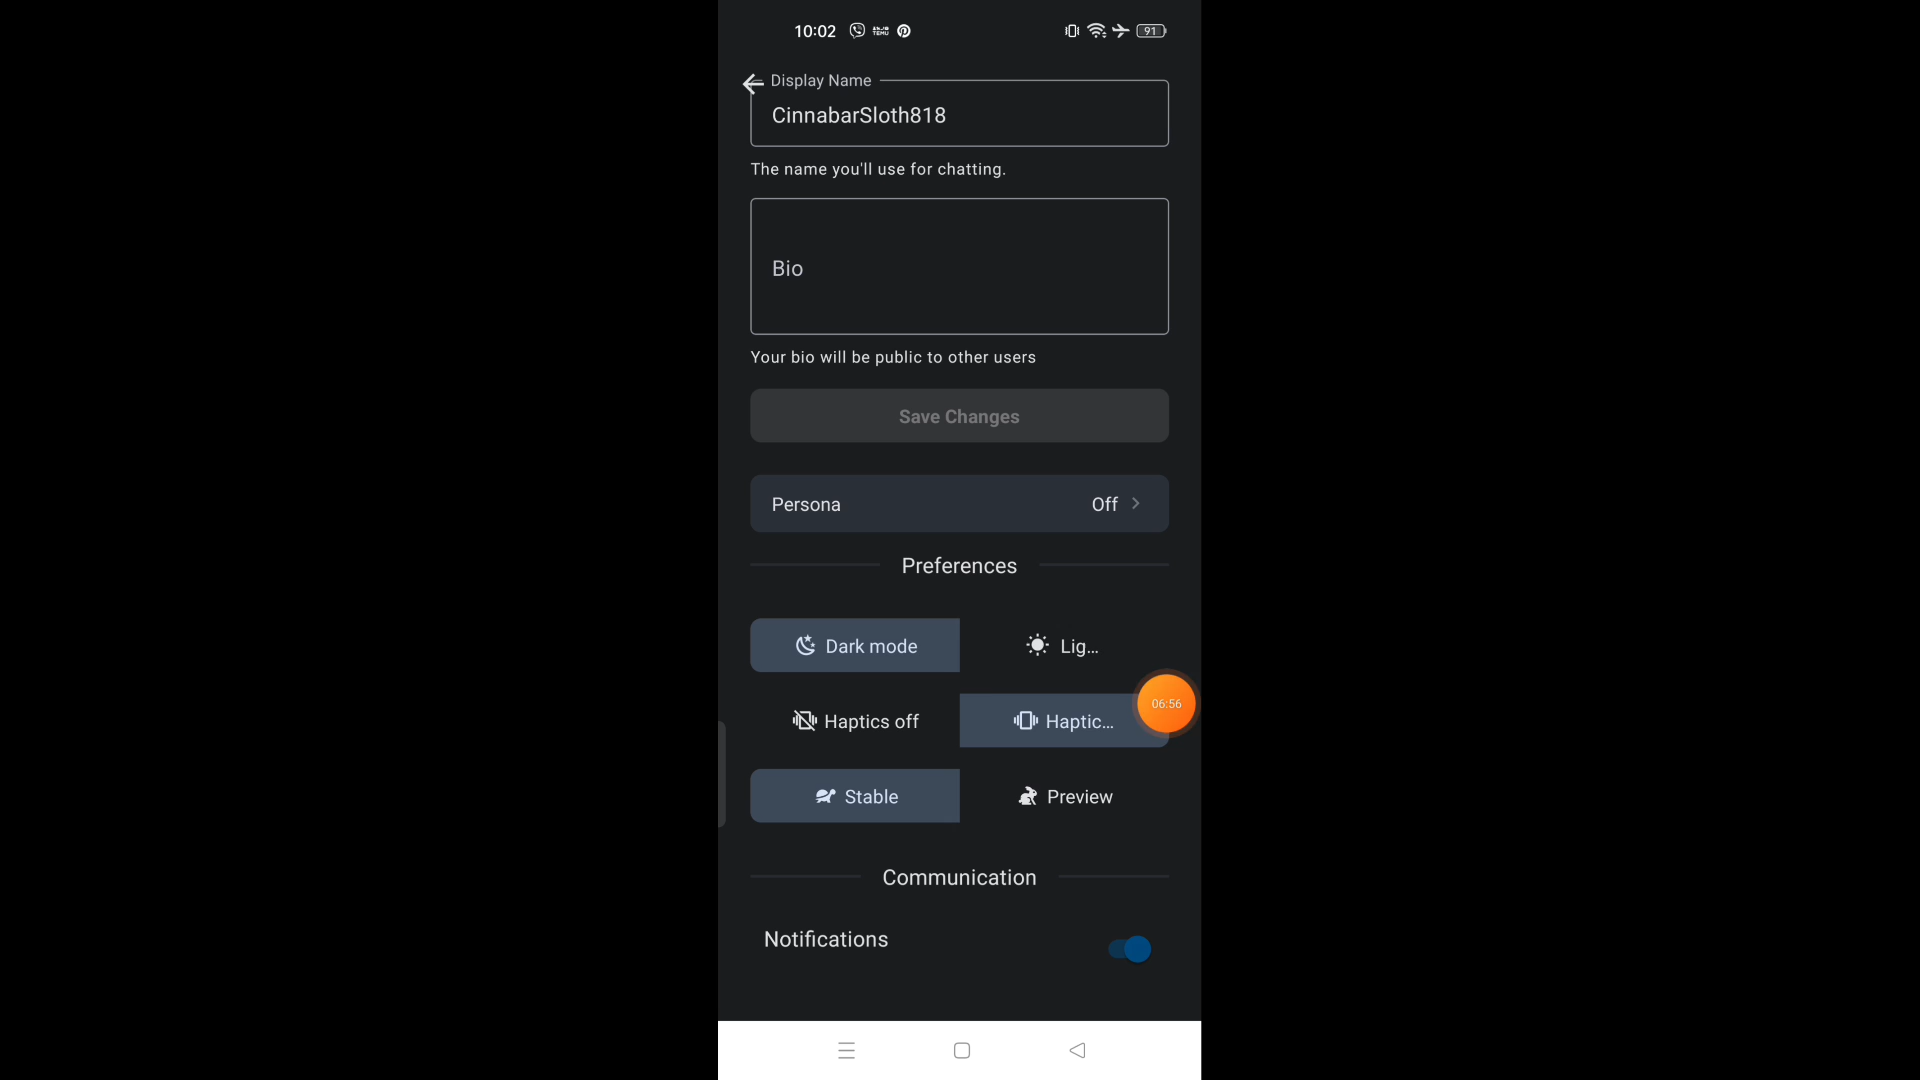 10:02
TEMU
91
Display Name
CinnabarSloth818
The name you'll use for chatting.
Bio
Your bio will be public to other users
Save Changes
Persona Off
Preferences
Dark mode Lig...
Haptics off Haptic...
06:56
Stable Preview
Communication
Notifications